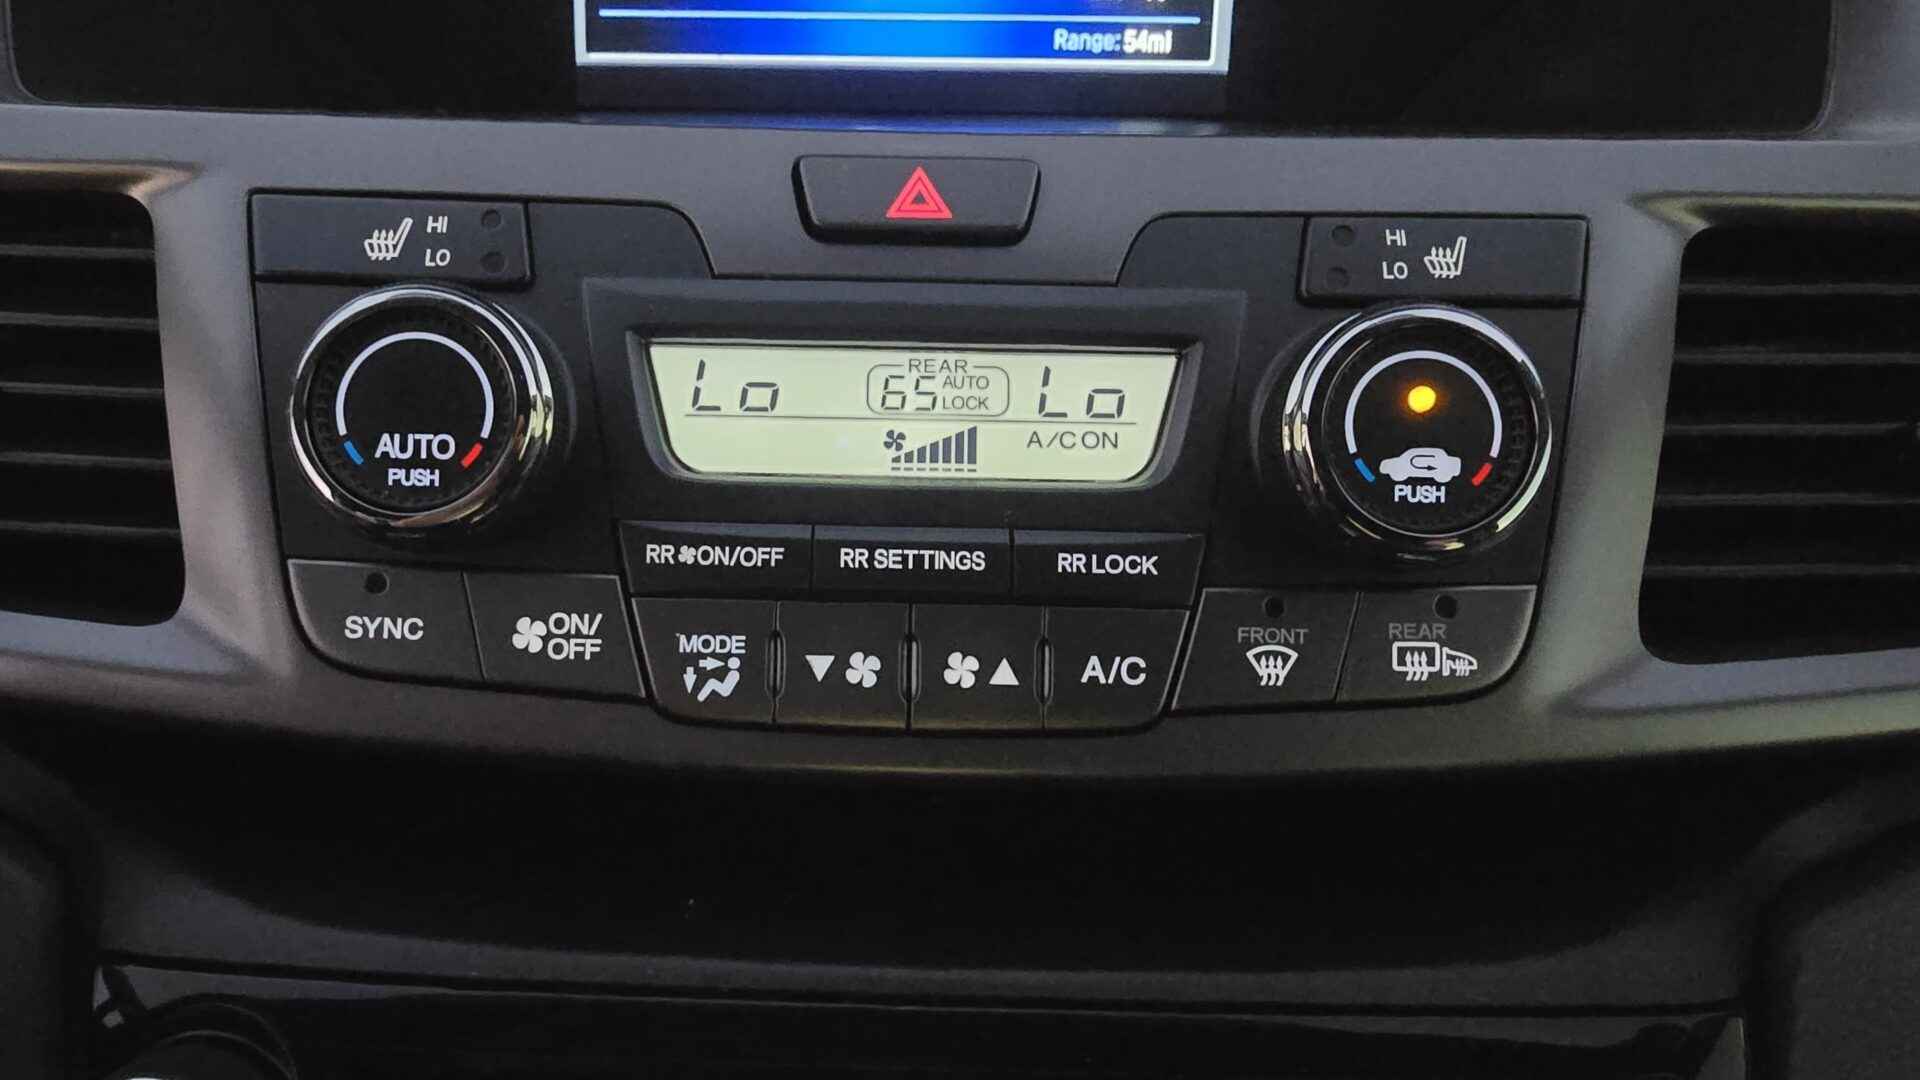 Range: 54mi
HI
LO
HI
LO
REAR
Lo 65 AUTO Lo
LOCK
A/C ON
AUTO
PUSH
PUSH
RR ON/OFF RR SETTINGS RR LOCK
SYNC
ON/
OFF
MODE
A/C
FRONT
REAR